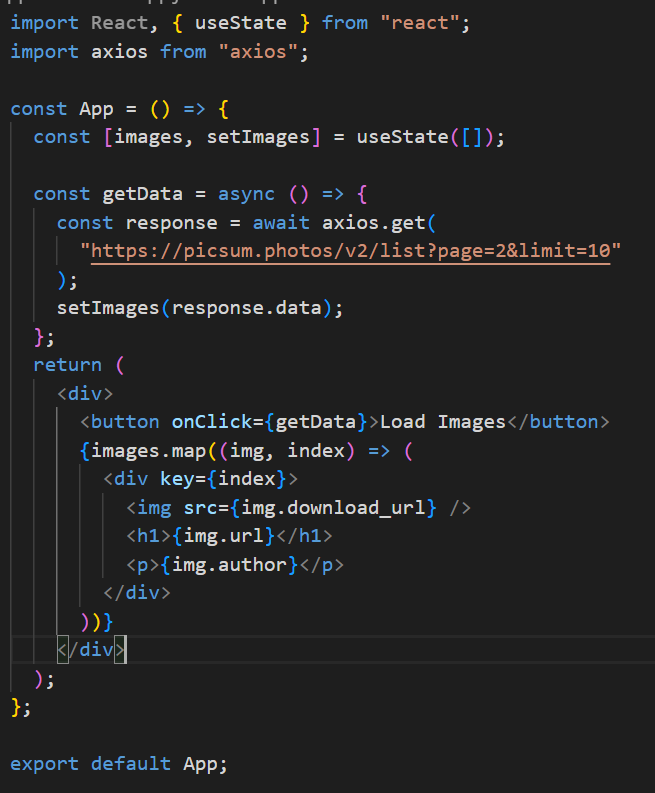 import React, { useState } from "react";
import axios from "axios";

const App = () => {
  const [images, setImages] = useState([]);

  const getData = async () => {
    const response = await axios.get(
      "https://picsum.photos/v2/list?page=2&limit=10"
    );
    setImages(response.data);
  };
  return (
    <div>
      <button onClick={getData}>Load Images</button>
      {images.map((img, index) => (
        <div key={index}>
          <img src={img.download_url} />
          <h1>{img.url}</h1>
          <p>{img.author}</p>
        </div>
      ))}
    </div>
  );
};

export default App;